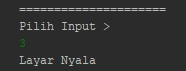 =====================
Pilih Input >
3
Layar Nyala